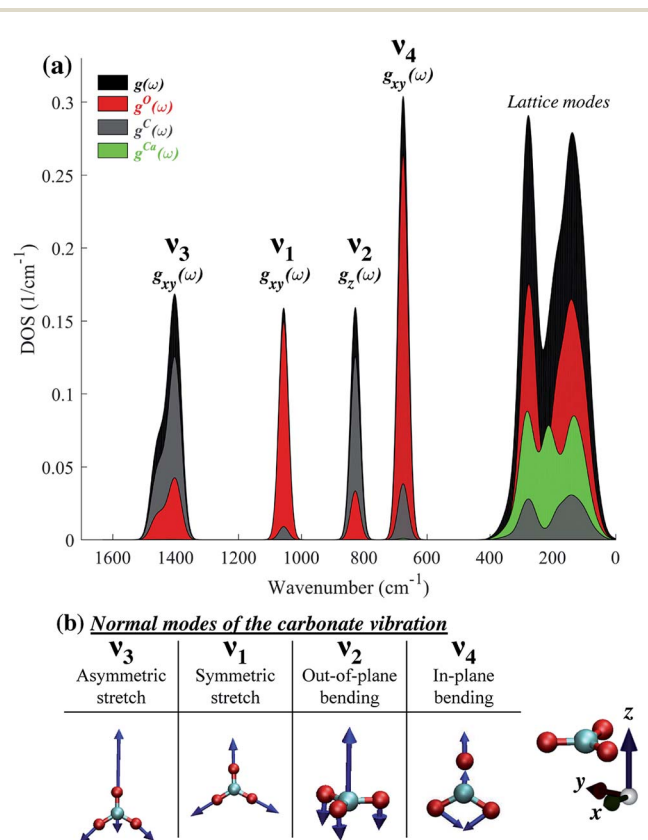 (a)
g(ω)
g^O(ω)
g^C(ω)
g^Ca(ω)
ν₄
g_xy(ω)
Lattice modes
ν₃
g_xy(ω)
ν₁
g_xy(ω)
ν₂
g_z(ω)
DOS (1/cm⁻¹)
0.3
0.25
0.2
0.15
0.1
0.05
0
1600 1400 1200 1000 800 600 400 200 0
Wavenumber (cm⁻¹)
(b) Normal modes of the carbonate vibration
ν₃ ν₁ ν₂ ν₄
Asymmetric Symmetric Out-of-plane In-plane
stretch stretch bending bending
z
y
x